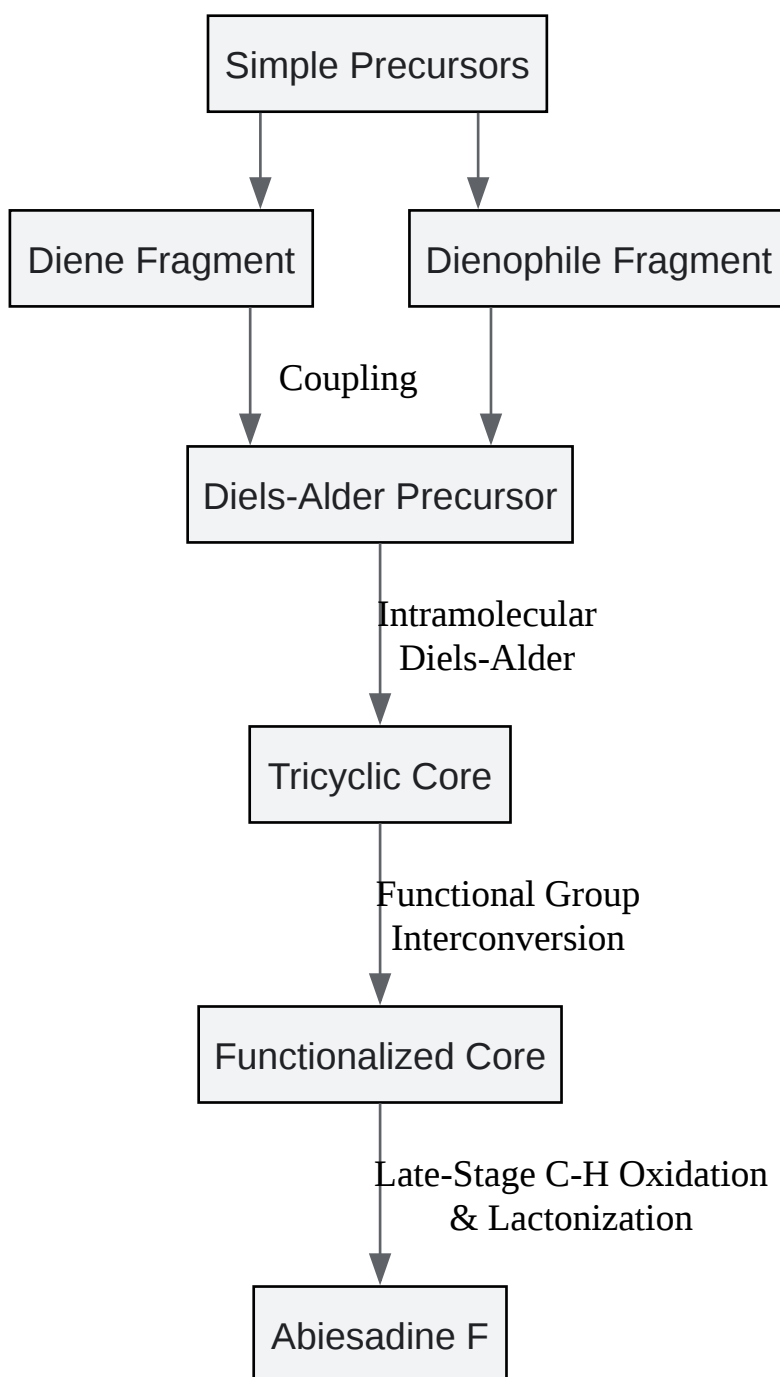 Simple Precursors
Diene Fragment
Dienophile Fragment
Coupling
Diels-Alder Precursor
Intramolecular
Diels-Alder
Tricyclic Core
Functional Group
Interconversion
Functionalized Core
Late-Stage C-H Oxidation
& Lactonization
Abiesadine F